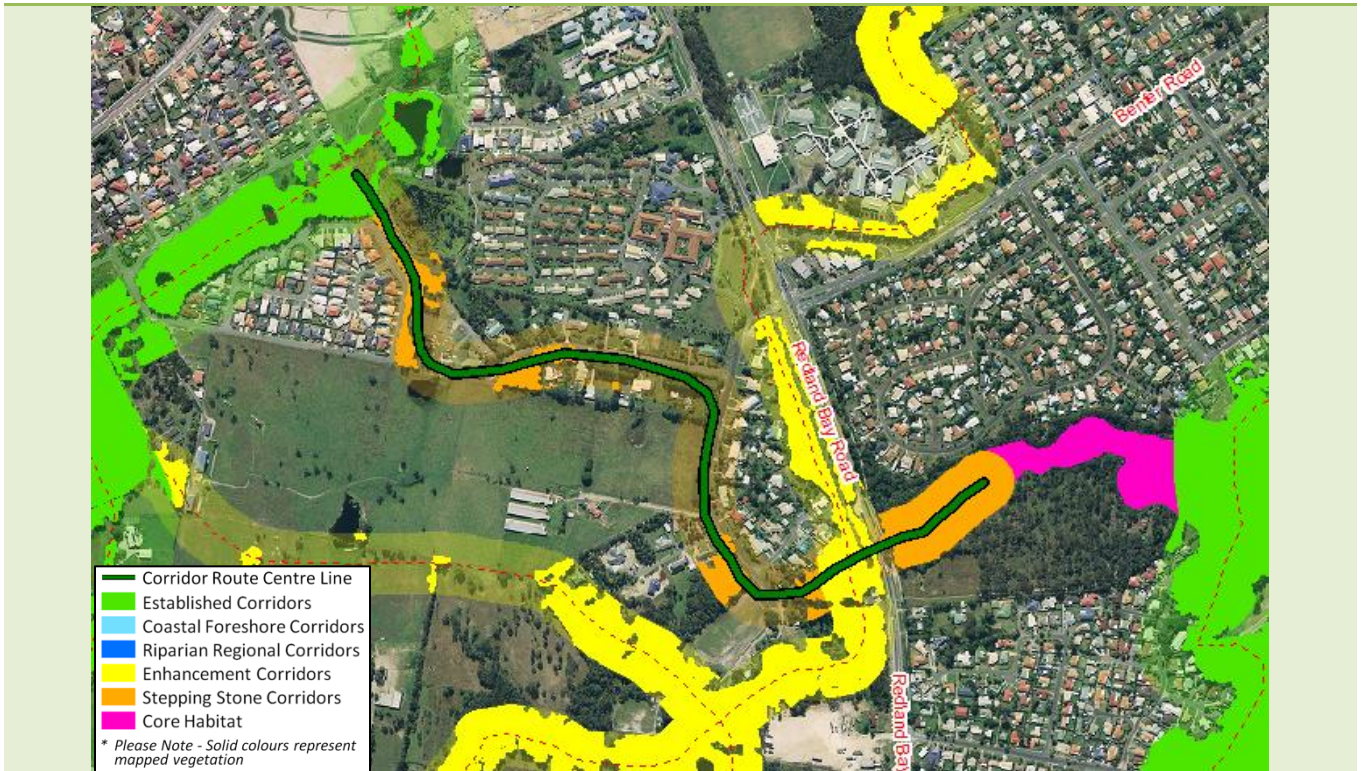 Benfer Road
Redland Bay Road
Corridor Route Centre Line
Established Corridors
Coastal Foreshore Corridors
Riparian Regional Corridors
Enhancement Corridors
Stepping Stone Corridors
Core Habitat
* Please Note - Solid colours represent
mapped vegetation
Redland Bay